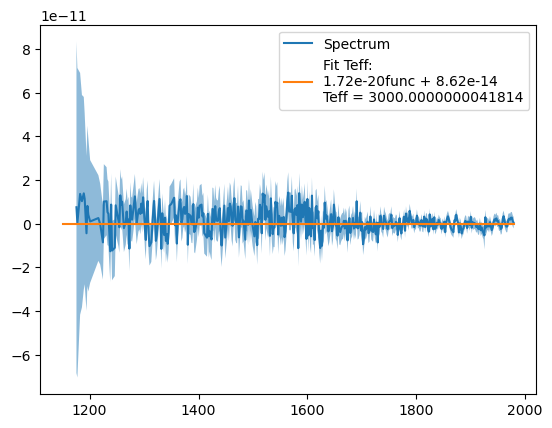 1e−11
Spectrum
Fit Teff:
1.72e-20func + 8.62e-14
Teff = 3000.0000000041814
8
6
4
2
0
−2
−4
−6
1200
1400
1600
1800
2000